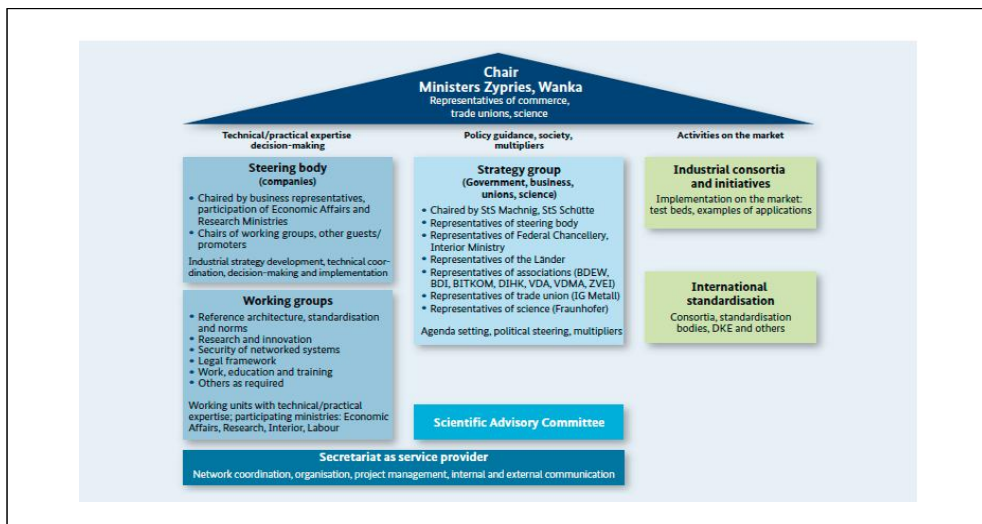 Chair
Ministers Zypries, Wanka
Representatives of commerce,
trade unions, science
Technical/practical expertise
decision-making
Policy guidance, society,
multipliers
Activities on the market
Steering body
(companies)
• Chaired by business representatives,
participation of Economic Affairs and
Research Ministries
• Chairs of working groups, other guests/
promoters
Industrial strategy development, technical coor-
dination, decision-making and implementation
Working groups
• Reference architecture, standardisation
and norms
• Research and innovation
• Security of networked systems
• Legal framework
• Work, education and training
• Others as required
Working units with technical/practical
expertise; participating ministries: Economic
Affairs, Research, Interior, Labour
Strategy group
(Government, business,
unions, science)
• Chaired by StS Machnig, StS Schütte
• Representatives of steering body
• Representatives of Federal Chancellery,
Interior Ministry
• Representatives of the Länder
• Representatives of associations (BDEW,
BDI, BITKOM, DIHK, VDA, VDMA, ZVEI)
• Representatives of trade union (IG Metall)
• Representatives of science (Fraunhofer)
Agenda setting, political steering, multipliers
Scientific Advisory Committee
Industrial consortia
and initiatives
Implementation on the market:
test beds, examples of applications
International
standardisation
Consortia, standardisation
bodies, DKE and others
Secretariat as service provider
Network coordination, organisation, project management, internal and external communication